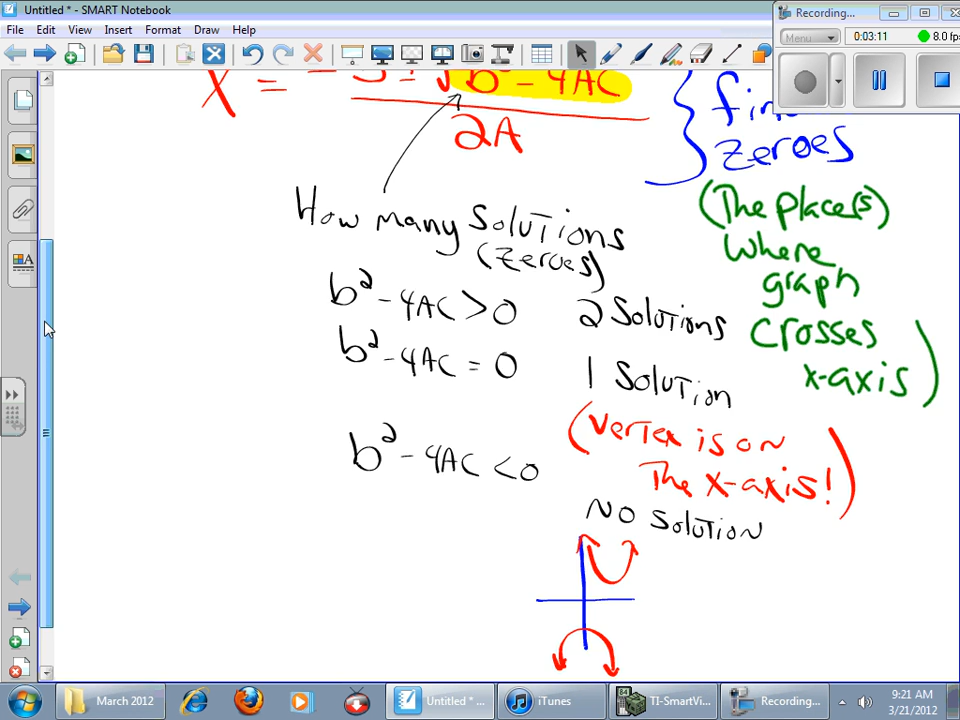 Untitled * - SMART Notebook
Recording...
File Edit View Insert Format Draw Help
Menu 0:03:11 8.0 fps
b² - 4AC
X =
2A
zeroes
How many Solutions
(zeroes)
(The place(s)
where
graph
crosses
x-axis)
b² - 4AC > 0 2 Solutions
b² - 4AC = 0 1 Solution
(vertex is on
The x-axis!)
b² - 4AC < 0
NO Solution
March 2012 Untitled * ... iTunes TI-SmartVi... Recording...
9:21 AM
3/21/2012